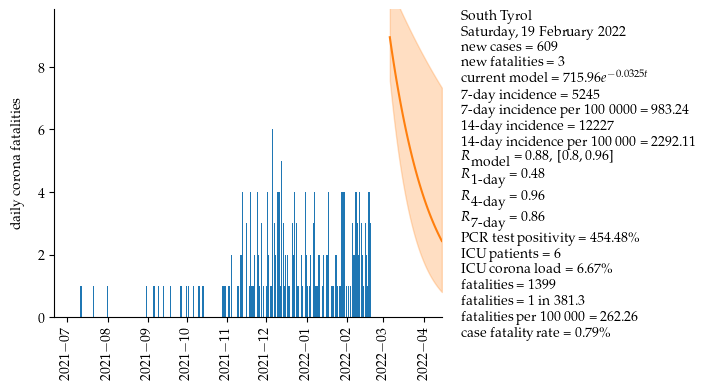 South Tyrol
Saturday, 19 February 2022
new cases = 609
new fatalities = 3
current model = 715.96e^{−0.0325t}
7-day incidence = 5245
7-day incidence per 100 0000 = 983.24
14-day incidence = 12227
14-day incidence per 100 000 = 2292.11
R_model = 0.88, [0.8, 0.96]
R_1-day = 0.48
R_4-day = 0.96
R_7-day = 0.86
PCR test positivity = 454.48%
ICU patients = 6
ICU corona load = 6.67%
fatalities = 1399
fatalities = 1 in 381.3
fatalities per 100 000 = 262.26
case fatality rate = 0.79%
daily corona fatalities
8
6
4
2
0
2021−07
2021−08
2021−09
2021−10
2021−11
2021−12
2022−01
2022−02
2022−03
2022−04